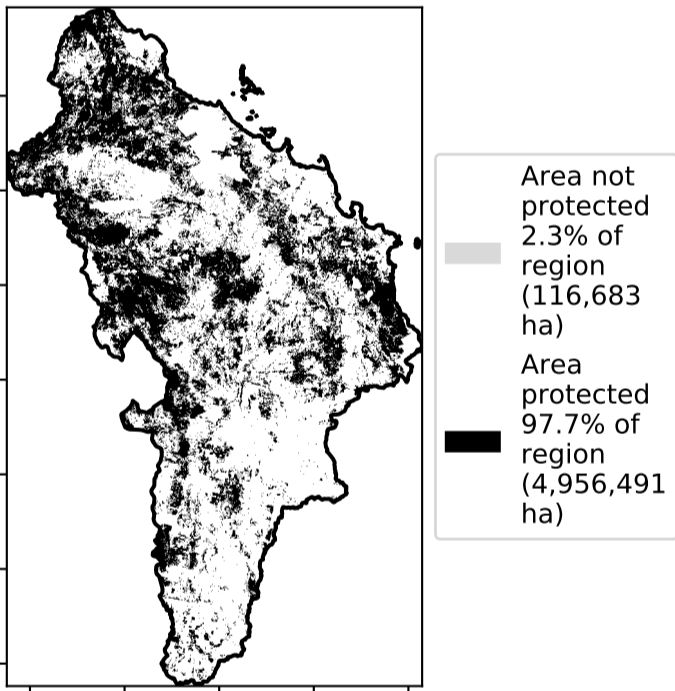 Area not
protected
2.3% of
region
(116,683
ha)
Area
protected
97.7% of
region
(4,956,491
ha)